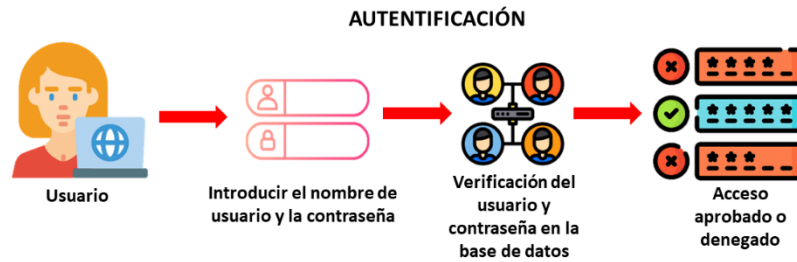 AUTENTIFICACIÓN
Usuario
Introducir el nombre de
usuario y la contraseña
Verificación del
usuario y
contraseña en la
base de datos
Acceso
aprobado o
denegado